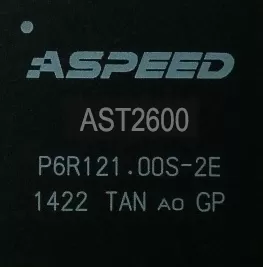 ASPEED
AST2600
P6R121.00S-2E
1422 TAN A0 GP